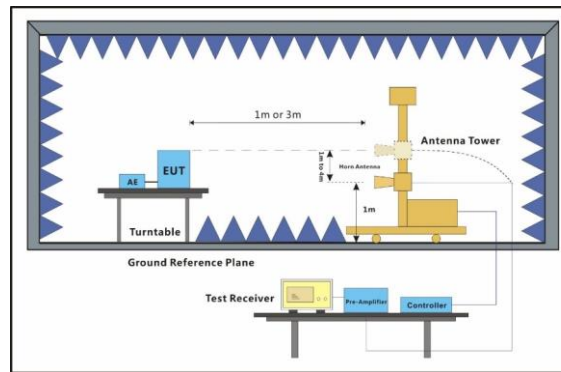 1m or 3m
Antenna Tower
1m to 4m
Horn Antenna
EUT
AE
1m
Turntable
Ground Reference Plane
Test Receiver
Pre-Amplifier
Controller